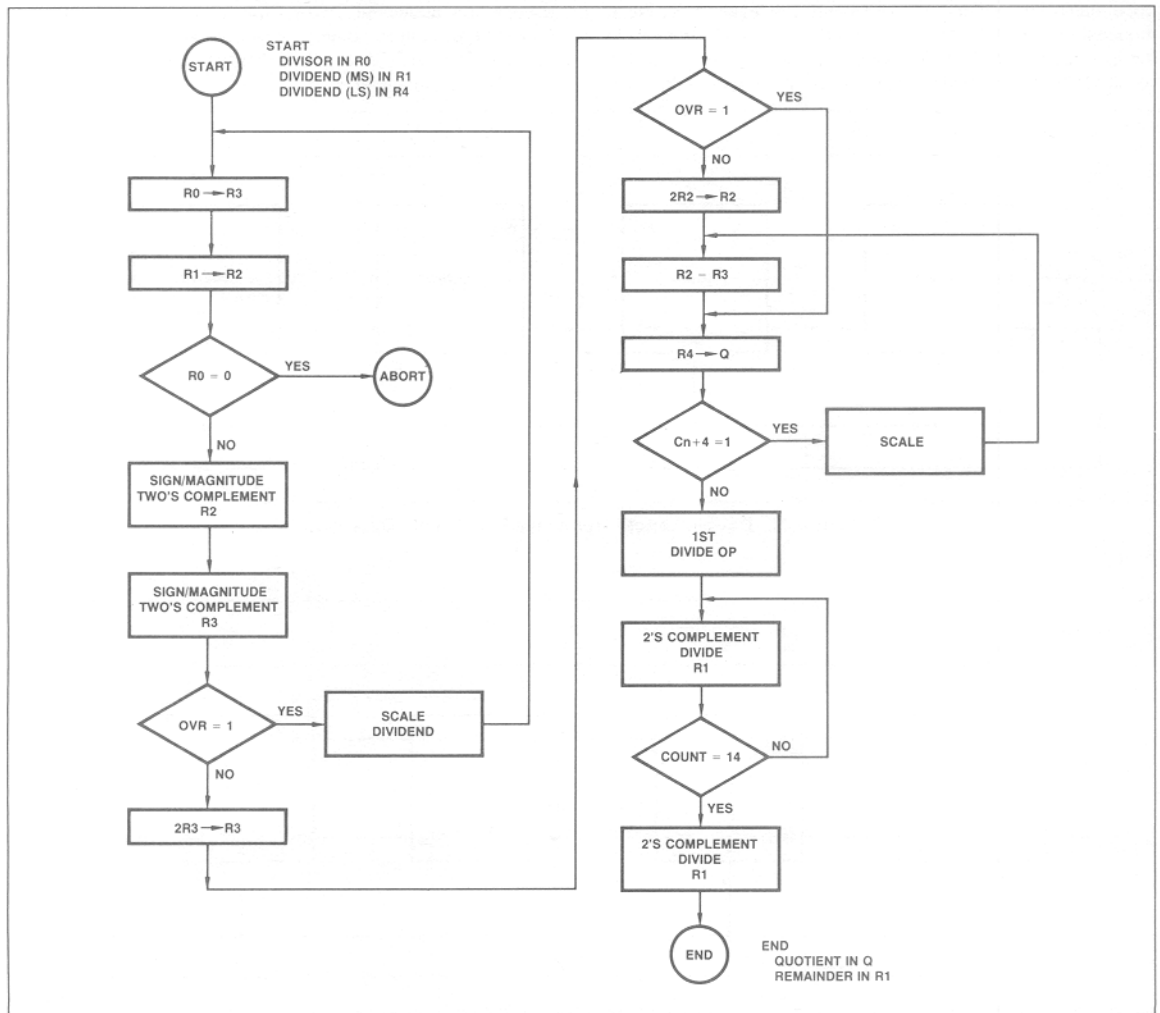 START
START
DIVISOR IN R0
DIVIDEND (MS) IN R1
DIVIDEND (LS) IN R4
R0 → R3
R1 → R2
R0 = 0
YES
ABORT
NO
SIGN/MAGNITUDE
TWO'S COMPLEMENT
R2
SIGN/MAGNITUDE
TWO'S COMPLEMENT
R3
OVR = 1
YES
SCALE
DIVIDEND
NO
2R3 → R3
OVR = 1
YES
NO
2R2 → R2
R2 - R3
R4 → Q
Cn+4 =1
YES
SCALE
NO
1ST
DIVIDE OP
2'S COMPLEMENT
DIVIDE
R1
COUNT = 14
NO
YES
2'S COMPLEMENT
DIVIDE
R1
END
END
QUOTIENT IN Q
REMAINDER IN R1